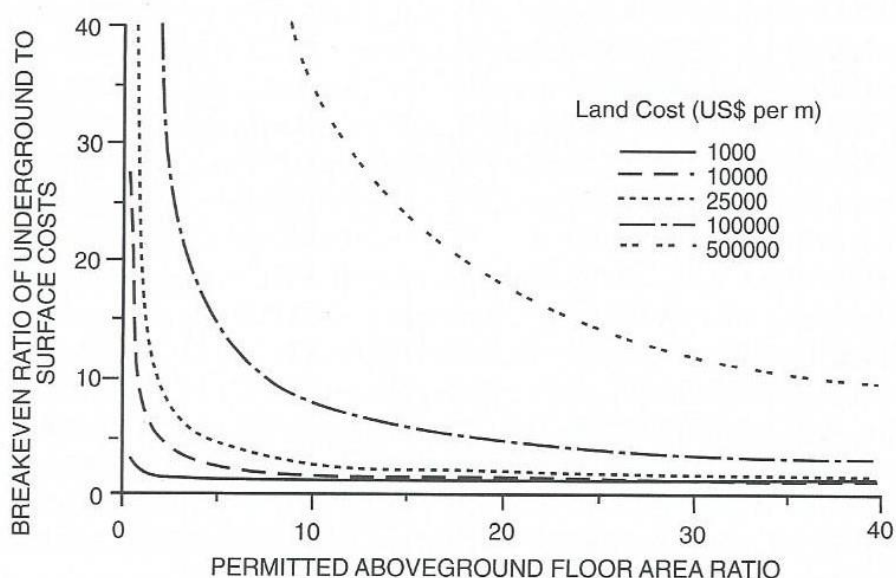 BREAKEVEN RATIO OF UNDERGROUND TO
SURFACE COSTS
40
30
20
10
0
Land Cost (US$ per m)
1000
10000
25000
100000
500000
0 10 20 30 40
PERMITTED ABOVEGROUND FLOOR AREA RATIO